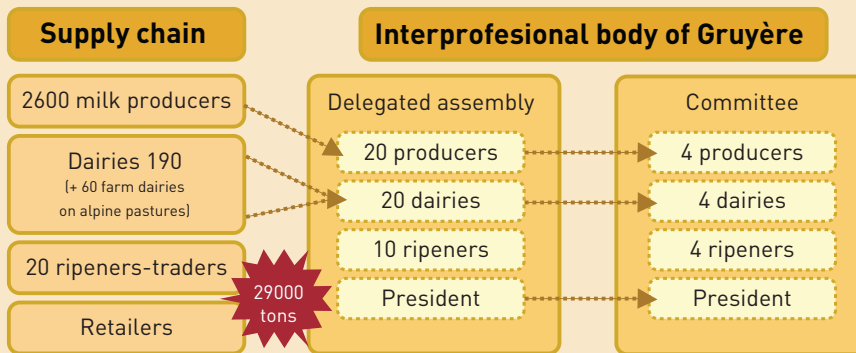 Supply chain
Interprofesional body of Gruyère
2600 milk producers
Dairies 190
(+ 60 farm dairies
on alpine pastures)
20 ripeners-traders
Retailers
29000
tons
Delegated assembly
20 producers
20 dairies
10 ripeners
President
Committee
4 producers
4 dairies
4 ripeners
President